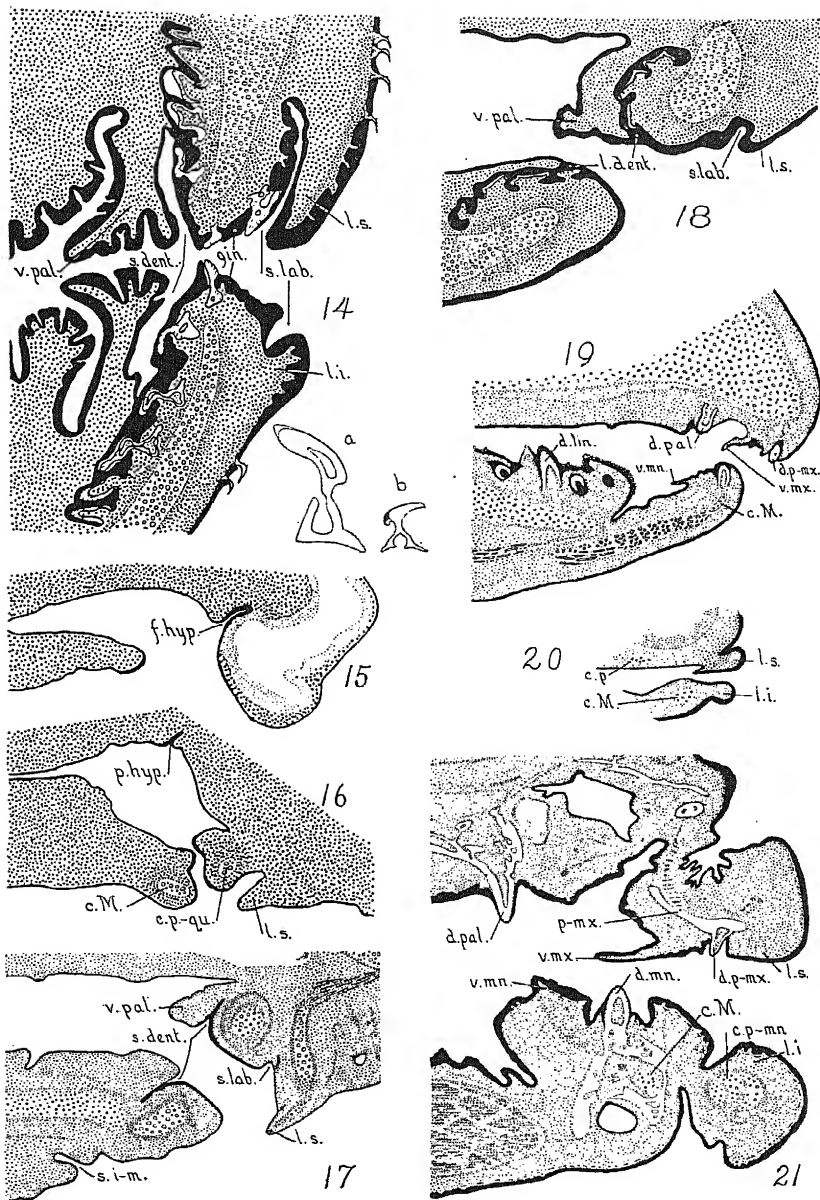 v.pal.
s.dent.
gin.
s.lab.
l.s.
14
l.i.
a
b
v.pal.
l.dent.
s.lab.
l.s.
18
19
d.lin.
d.pal.
v.mn.
d.p-mx.
v.mx.
c.M.
f.hyp.
15
20
c.p.
l.s.
c.M.
l.i.
p.hyp.
16
c.M.
c.p-qu.
l.s.
d.pal.
p-mx.
v.mx.
d.p-mx.
l.s.
v.pal.
s.dent.
s.lab.
l.s.
s.i-m.
17
v.mn.
d.mn.
c.M.
c.p-mn
l.i
21